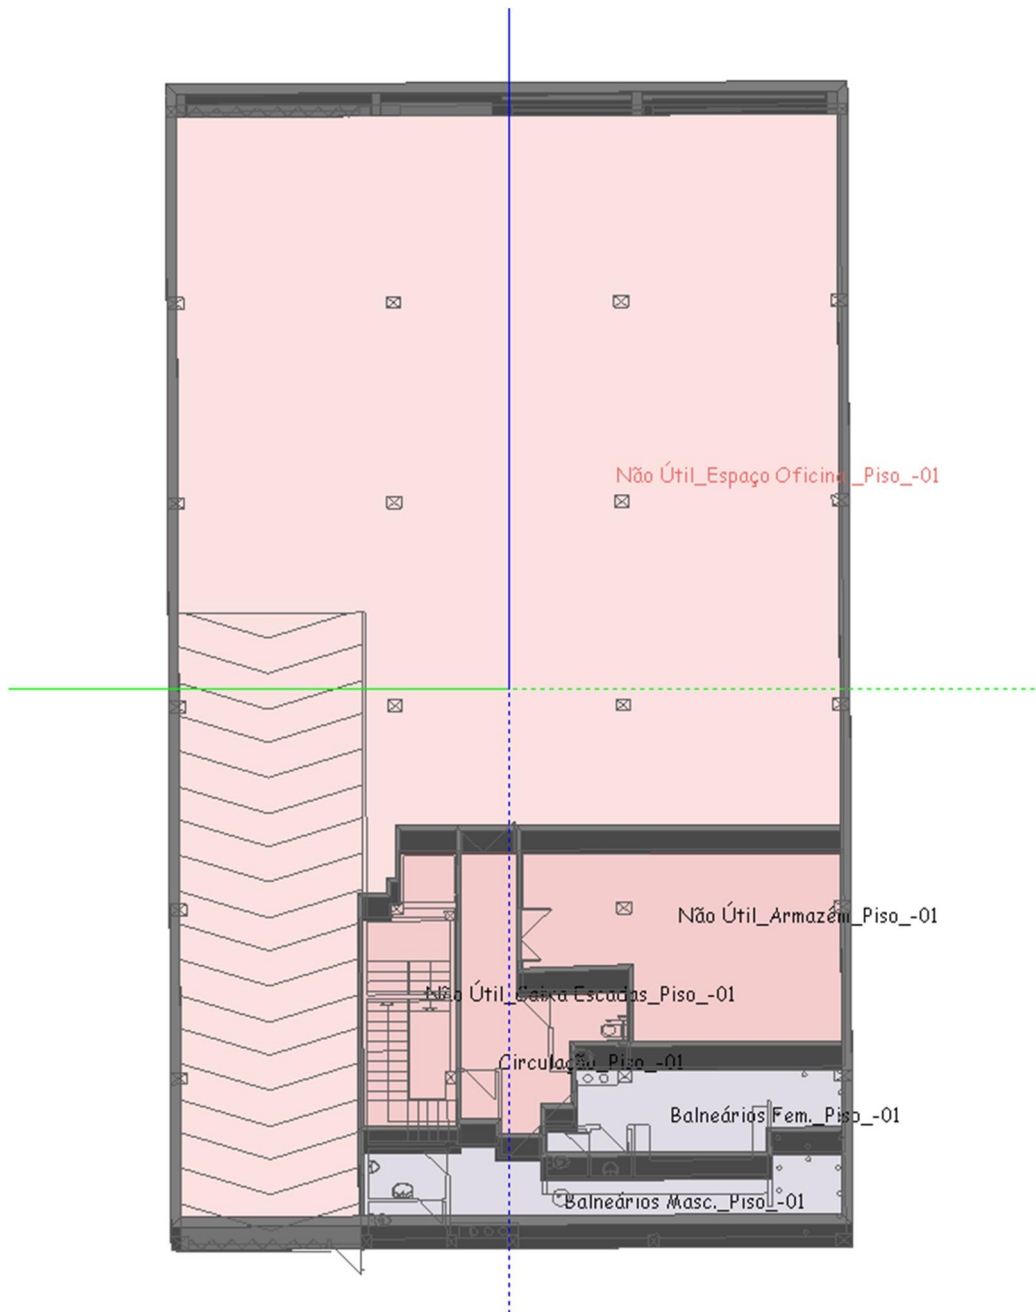 Não Útil_Espaço Oficina_Piso_-01
Não Útil_Armazém_Piso_-01
Não Útil_Caixa Escadas_Piso_-01
Circulação_Piso_-01
Balneários Fem._Piso_-01
Balneários Masc._Piso_-01